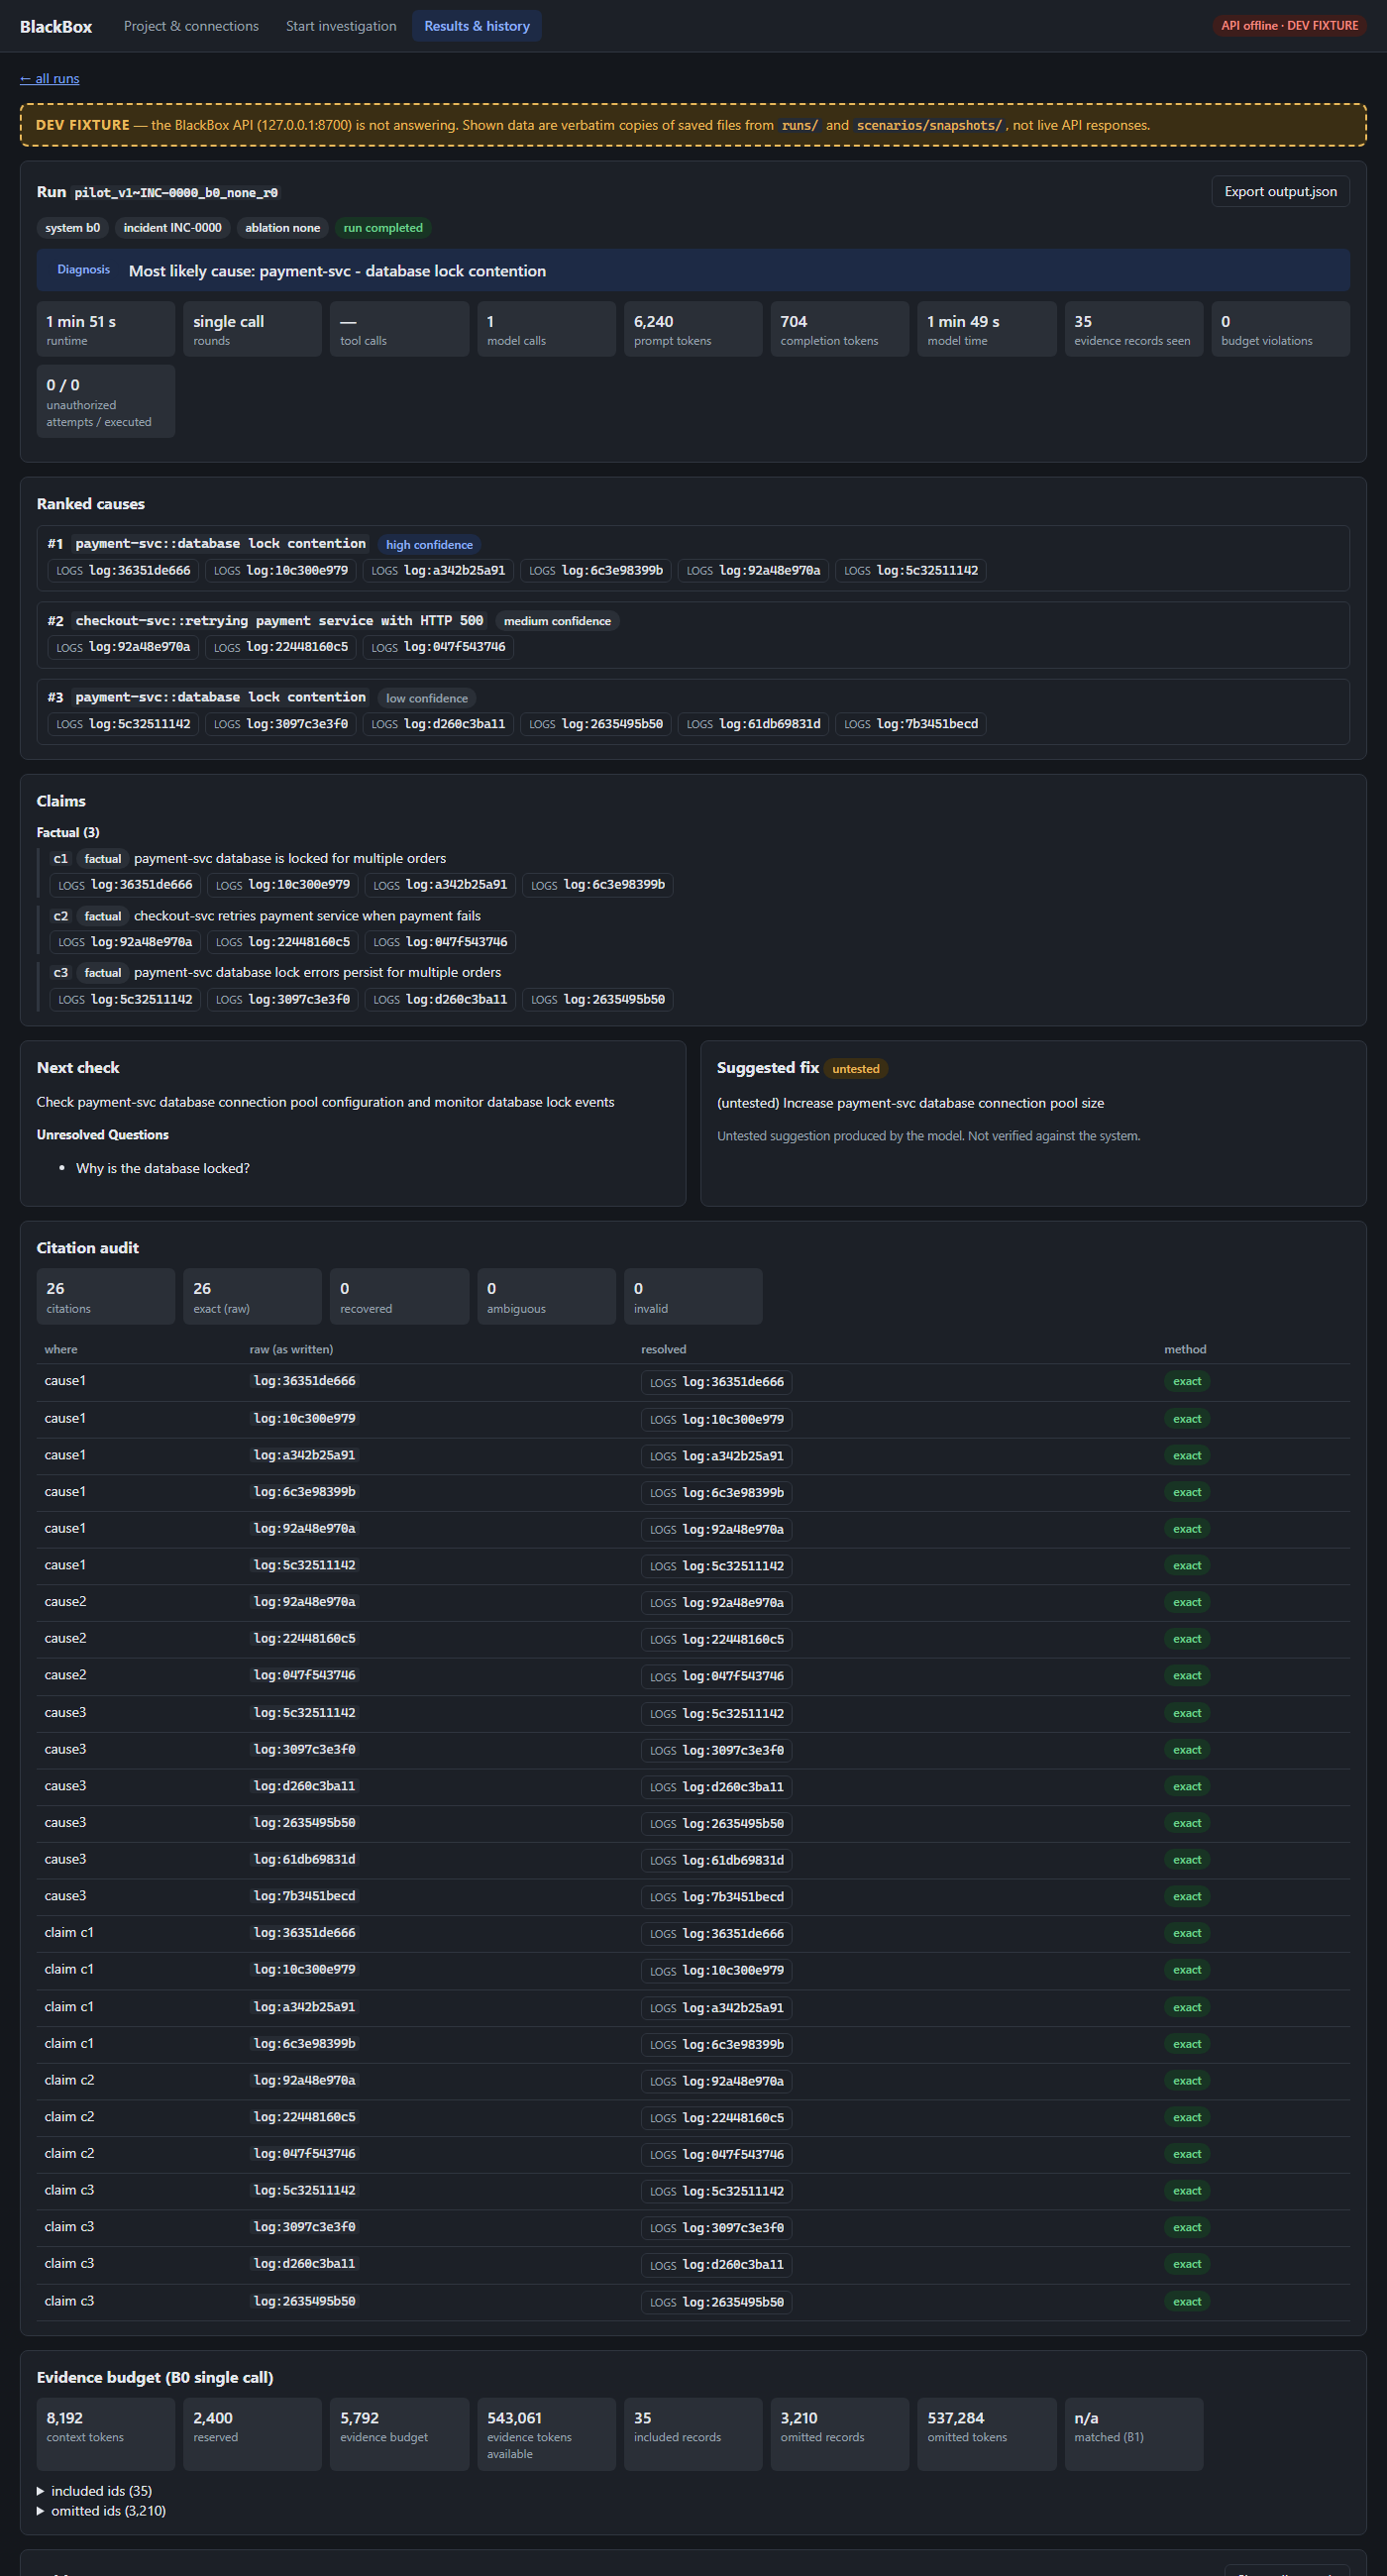 BlackBox Project & connections Start investigation Results & history API offline · DEV FIXTURE
← all runs
DEV FIXTURE — the BlackBox API (127.0.0.1:8700) is not answering. Shown data are verbatim copies of saved files from runs/ and scenarios/snapshots/, not live API responses.
Run pilot_v1~INC-0000_b0_none_r0 Export output.json
system b0 incident INC-0000 ablation none run completed
Diagnosis Most likely cause: payment-svc - database lock contention
1 min 51 s single call — 1 6,240 704 1 min 49 s 35 0
runtime rounds tool calls model calls prompt tokens completion tokens model time evidence records seen budget violations
0 / 0
unauthorized
attempts / executed
Ranked causes
#1 payment-svc::database lock contention high confidence
LOGS log:36351de666 LOGS log:10c300e979 LOGS log:a342b25a91 LOGS log:6c3e98399b LOGS log:92a48e970a LOGS log:5c32511142
#2 checkout-svc::retrying payment service with HTTP 500 medium confidence
LOGS log:92a48e970a LOGS log:22448160c5 LOGS log:047f543746
#3 payment-svc::database lock contention low confidence
LOGS log:5c32511142 LOGS log:3097c3e3f0 LOGS log:d260c3ba11 LOGS log:2635495b50 LOGS log:61db69831d LOGS log:7b3451becd
Claims
Factual (3)
c1 factual payment-svc database is locked for multiple orders
LOGS log:36351de666 LOGS log:10c300e979 LOGS log:a342b25a91 LOGS log:6c3e98399b
c2 factual checkout-svc retries payment service when payment fails
LOGS log:92a48e970a LOGS log:22448160c5 LOGS log:047f543746
c3 factual payment-svc database lock errors persist for multiple orders
LOGS log:5c32511142 LOGS log:3097c3e3f0 LOGS log:d260c3ba11 LOGS log:2635495b50
Next check
Check payment-svc database connection pool configuration and monitor database lock events
Unresolved Questions
• Why is the database locked?
Suggested fix untested
(untested) Increase payment-svc database connection pool size
Untested suggestion produced by the model. Not verified against the system.
Citation audit
26 26 0 0 0
citations exact (raw) recovered ambiguous invalid
where raw (as written) resolved method
cause1 log:36351de666 LOGS log:36351de666 exact
cause1 log:10c300e979 LOGS log:10c300e979 exact
cause1 log:a342b25a91 LOGS log:a342b25a91 exact
cause1 log:6c3e98399b LOGS log:6c3e98399b exact
cause1 log:92a48e970a LOGS log:92a48e970a exact
cause1 log:5c32511142 LOGS log:5c32511142 exact
cause2 log:92a48e970a LOGS log:92a48e970a exact
cause2 log:22448160c5 LOGS log:22448160c5 exact
cause2 log:047f543746 LOGS log:047f543746 exact
cause3 log:5c32511142 LOGS log:5c32511142 exact
cause3 log:3097c3e3f0 LOGS log:3097c3e3f0 exact
cause3 log:d260c3ba11 LOGS log:d260c3ba11 exact
cause3 log:2635495b50 LOGS log:2635495b50 exact
cause3 log:61db69831d LOGS log:61db69831d exact
cause3 log:7b3451becd LOGS log:7b3451becd exact
claim c1 log:36351de666 LOGS log:36351de666 exact
claim c1 log:10c300e979 LOGS log:10c300e979 exact
claim c1 log:a342b25a91 LOGS log:a342b25a91 exact
claim c1 log:6c3e98399b LOGS log:6c3e98399b exact
claim c2 log:92a48e970a LOGS log:92a48e970a exact
claim c2 log:22448160c5 LOGS log:22448160c5 exact
claim c2 log:047f543746 LOGS log:047f543746 exact
claim c3 log:5c32511142 LOGS log:5c32511142 exact
claim c3 log:3097c3e3f0 LOGS log:3097c3e3f0 exact
claim c3 log:d260c3ba11 LOGS log:d260c3ba11 exact
claim c3 log:2635495b50 LOGS log:2635495b50 exact
Evidence budget (B0 single call)
8,192 2,400 5,792 543,061 35 3,210 537,284 n/a
context tokens reserved evidence budget evidence tokens available included records omitted records omitted tokens matched (B1)
▶ included ids (35)
▶ omitted ids (3,210)